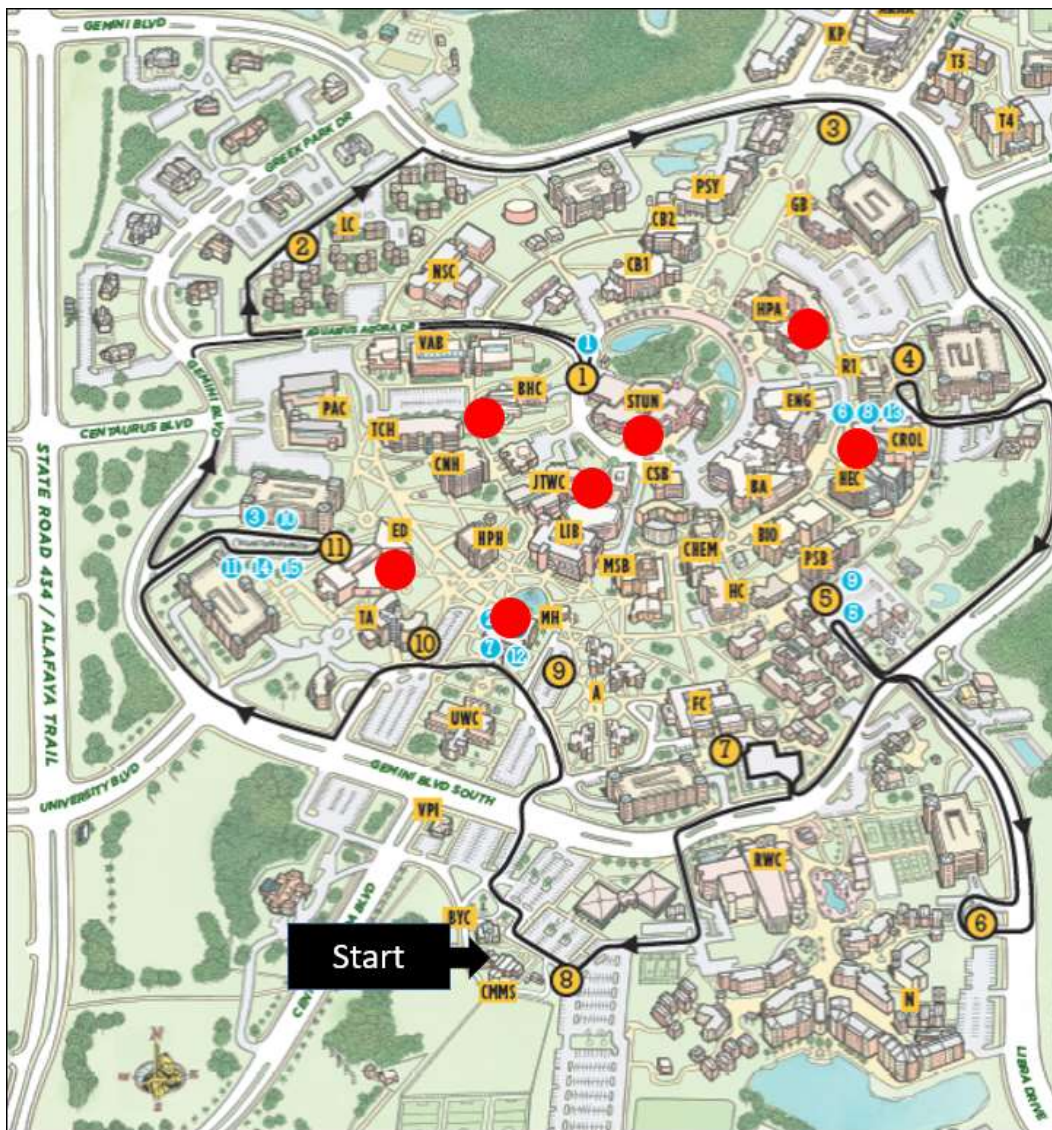 GEMINI BLVD
KP
T3
T4
GREEK PARK DR
3
PSY
LC
CB2
GB
5
2
NSC
CB1
HPA
AQUARIUS AGORA DR
VAB
1
1
R1
4
GEMINI BLVD
BHC
STUN
ENG
PAC
6 8 13
CENTAURUS BLVD
TCH
CROL
CNH
JTWC
CSB
BA
HEC
STATE ROAD 434 / ALAFAYA TRAIL
3 10
ED
HPH
LIB
BIO
11
CHEM
PSB
11 14 15
MSB
HC
9
5
TA
MH
10
7
12
9
A
FC
UWC
7
GEMINI BLVD SOUTH
UNIVERSITY BLVD
VPI
RWC
BYC
6
Start
CMMS
8
N
LIBRA DRIVE